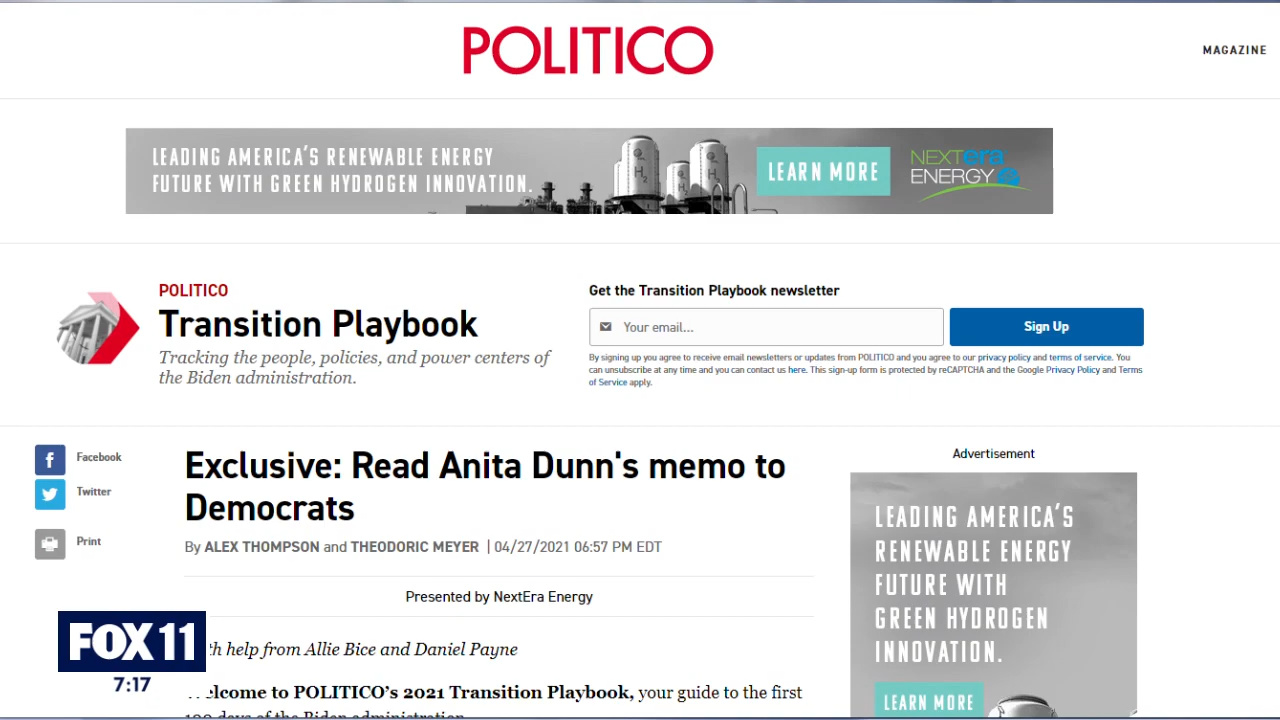 POLITICO
MAGAZINE
LEADING AMERICA'S RENEWABLE ENERGY
FUTURE WITH GREEN HYDROGEN INNOVATION.
H2
H2
H2
LEARN MORE
NEXTera
ENERGY
POLITICO
Transition Playbook
Tracking the people, policies, and power centers of
the Biden administration.
Get the Transition Playbook newsletter
Your email...
Sign Up
By signing up you agree to receive email newsletters or updates from POLITICO and you agree to our privacy policy and terms of service. You
can unsubscribe at any time and you can contact us here. This sign-up form is protected by reCAPTCHA and the Google Privacy Policy and Terms
of Service apply.
Facebook
Twitter
Print
Exclusive: Read Anita Dunn's memo to
Democrats
By ALEX THOMPSON and THEODORIC MEYER | 04/27/2021 06:57 PM EDT
Presented by NextEra Energy
help from Allie Bice and Daniel Payne
to POLITICO's 2021 Transition Playbook, your guide to the first
days of the Biden administration
Advertisement
LEADING AMERICA'S
RENEWABLE ENERGY
FUTURE WITH
GREEN HYDROGEN
INNOVATION.
LEARN MORE
FOX 11
7:17